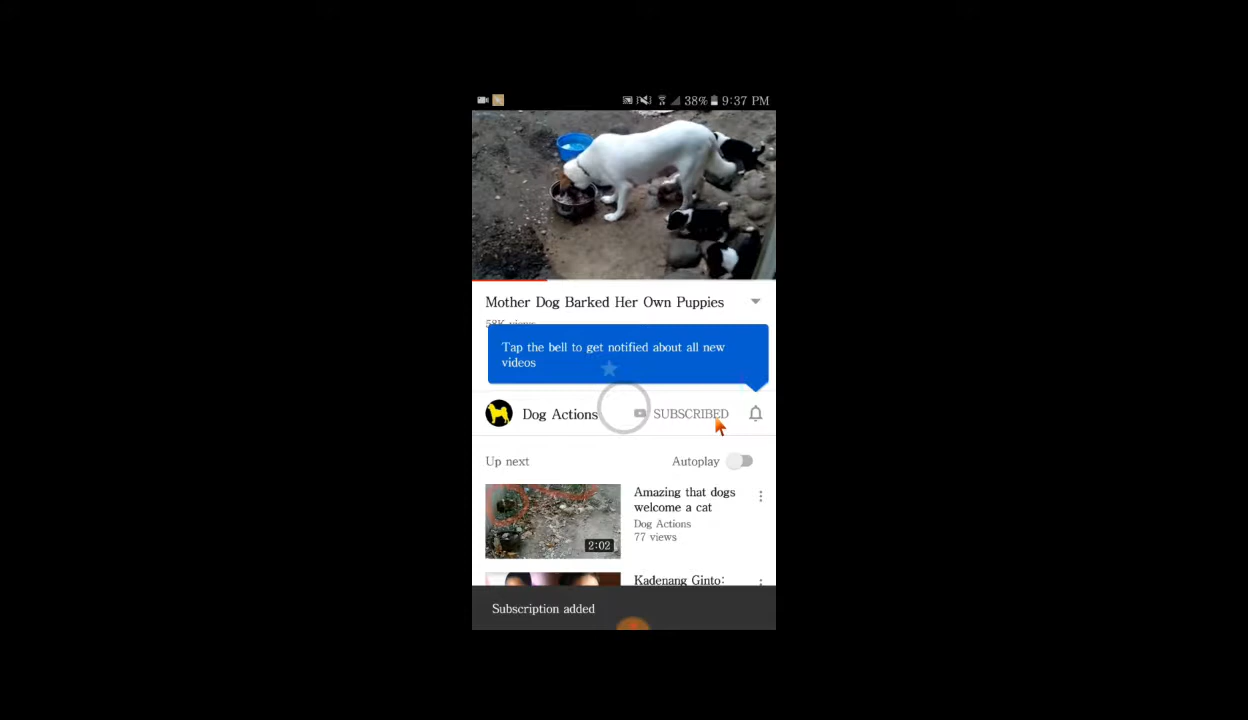 38% 9:37 PM
Mother Dog Barked Her Own Puppies
58K views
Tap the bell to get notified about all new
videos
Dog Actions SUBSCRIBED
Up next Autoplay
Amazing that dogs
welcome a cat
Dog Actions
77 views
2:02
Kadenang Ginto:
Subscription added